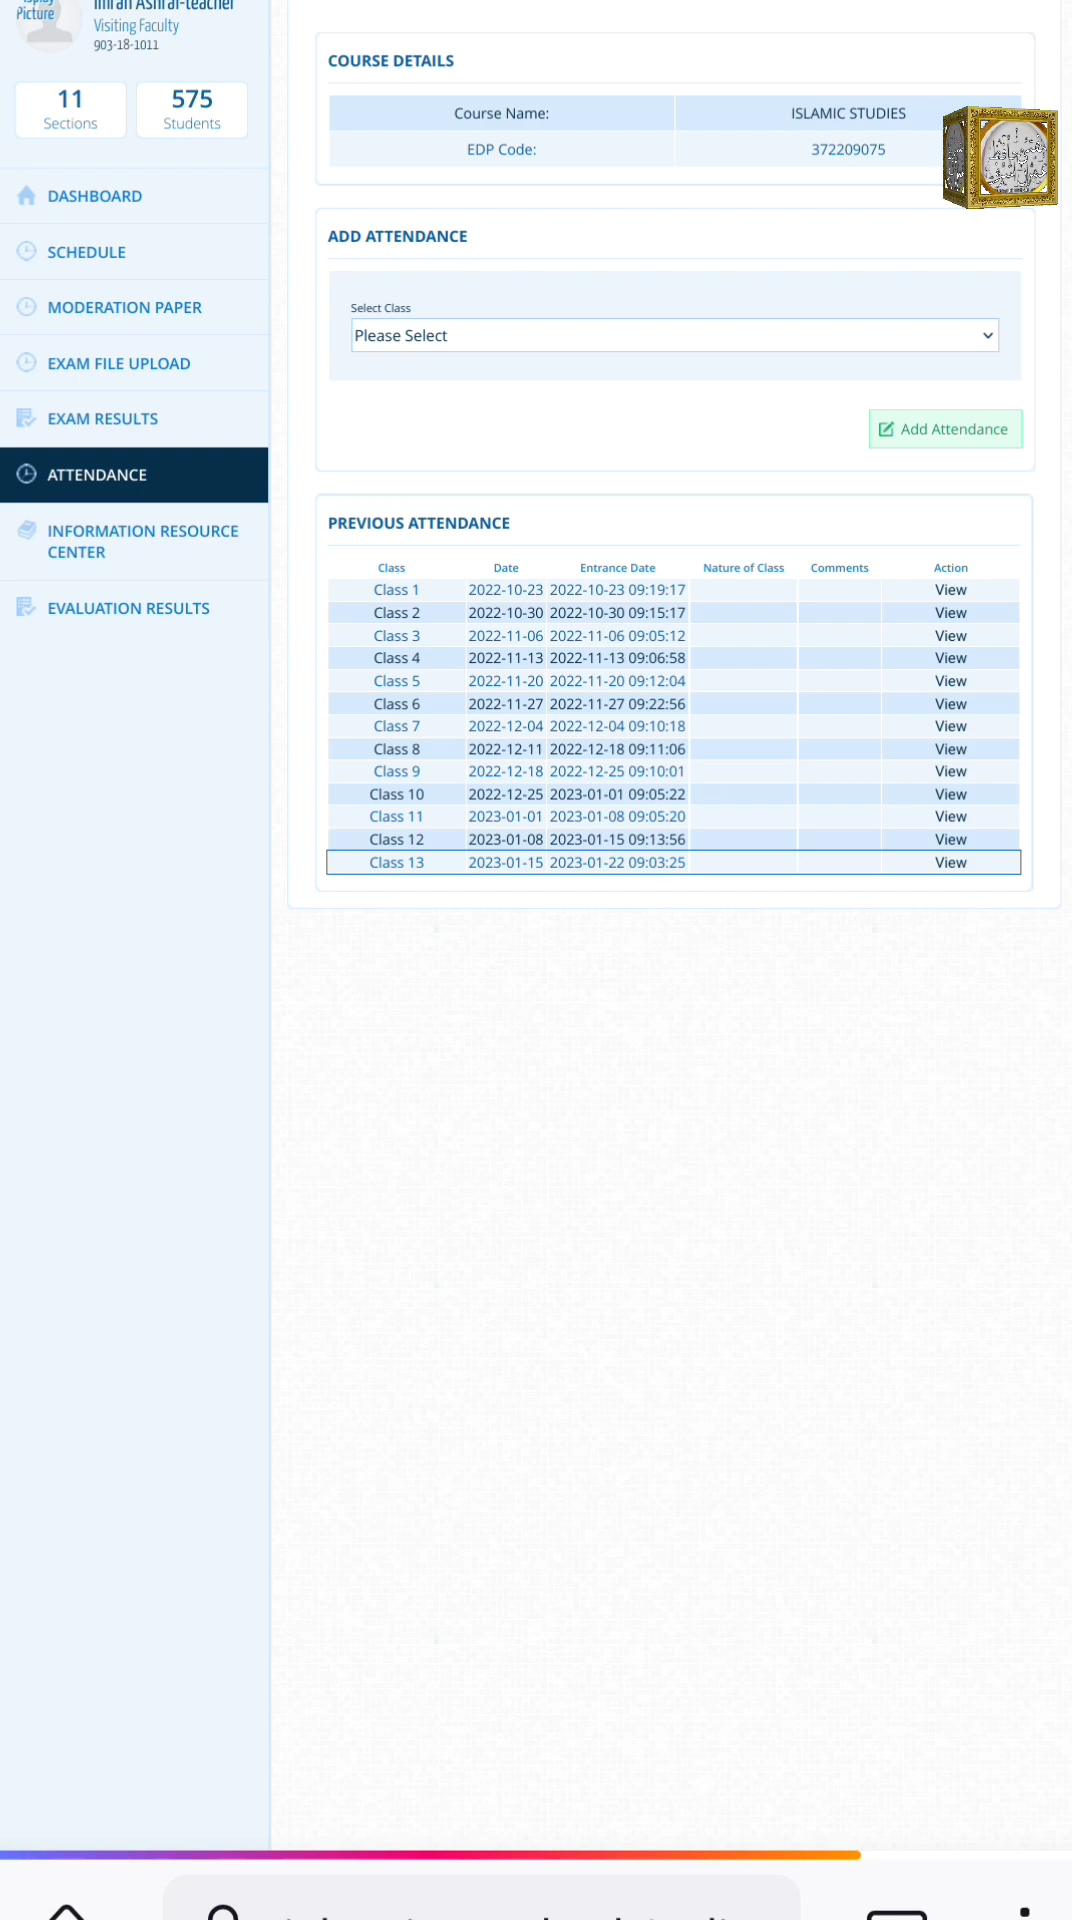 Picture
Imran Ashraf-teacher
Visiting Faculty
903-18-1011
11
Sections
575
Students
DASHBOARD
SCHEDULE
MODERATION PAPER
EXAM FILE UPLOAD
EXAM RESULTS
ATTENDANCE
INFORMATION RESOURCE
CENTER
EVALUATION RESULTS
COURSE DETAILS
Course Name: ISLAMIC STUDIES
EDP Code: 372209075
ADD ATTENDANCE
Select Class
Please Select
Add Attendance
PREVIOUS ATTENDANCE
Class Date Entrance Date Nature of Class Comments Action
Class 1 2022-10-23 2022-10-23 09:19:17 View
Class 2 2022-10-30 2022-10-30 09:15:17 View
Class 3 2022-11-06 2022-11-06 09:05:12 View
Class 4 2022-11-13 2022-11-13 09:06:58 View
Class 5 2022-11-20 2022-11-20 09:12:04 View
Class 6 2022-11-27 2022-11-27 09:22:56 View
Class 7 2022-12-04 2022-12-04 09:10:18 View
Class 8 2022-12-11 2022-12-18 09:11:06 View
Class 9 2022-12-18 2022-12-25 09:10:01 View
Class 10 2022-12-25 2023-01-01 09:05:22 View
Class 11 2023-01-01 2023-01-08 09:05:20 View
Class 12 2023-01-08 2023-01-15 09:13:56 View
Class 13 2023-01-15 2023-01-22 09:03:25 View